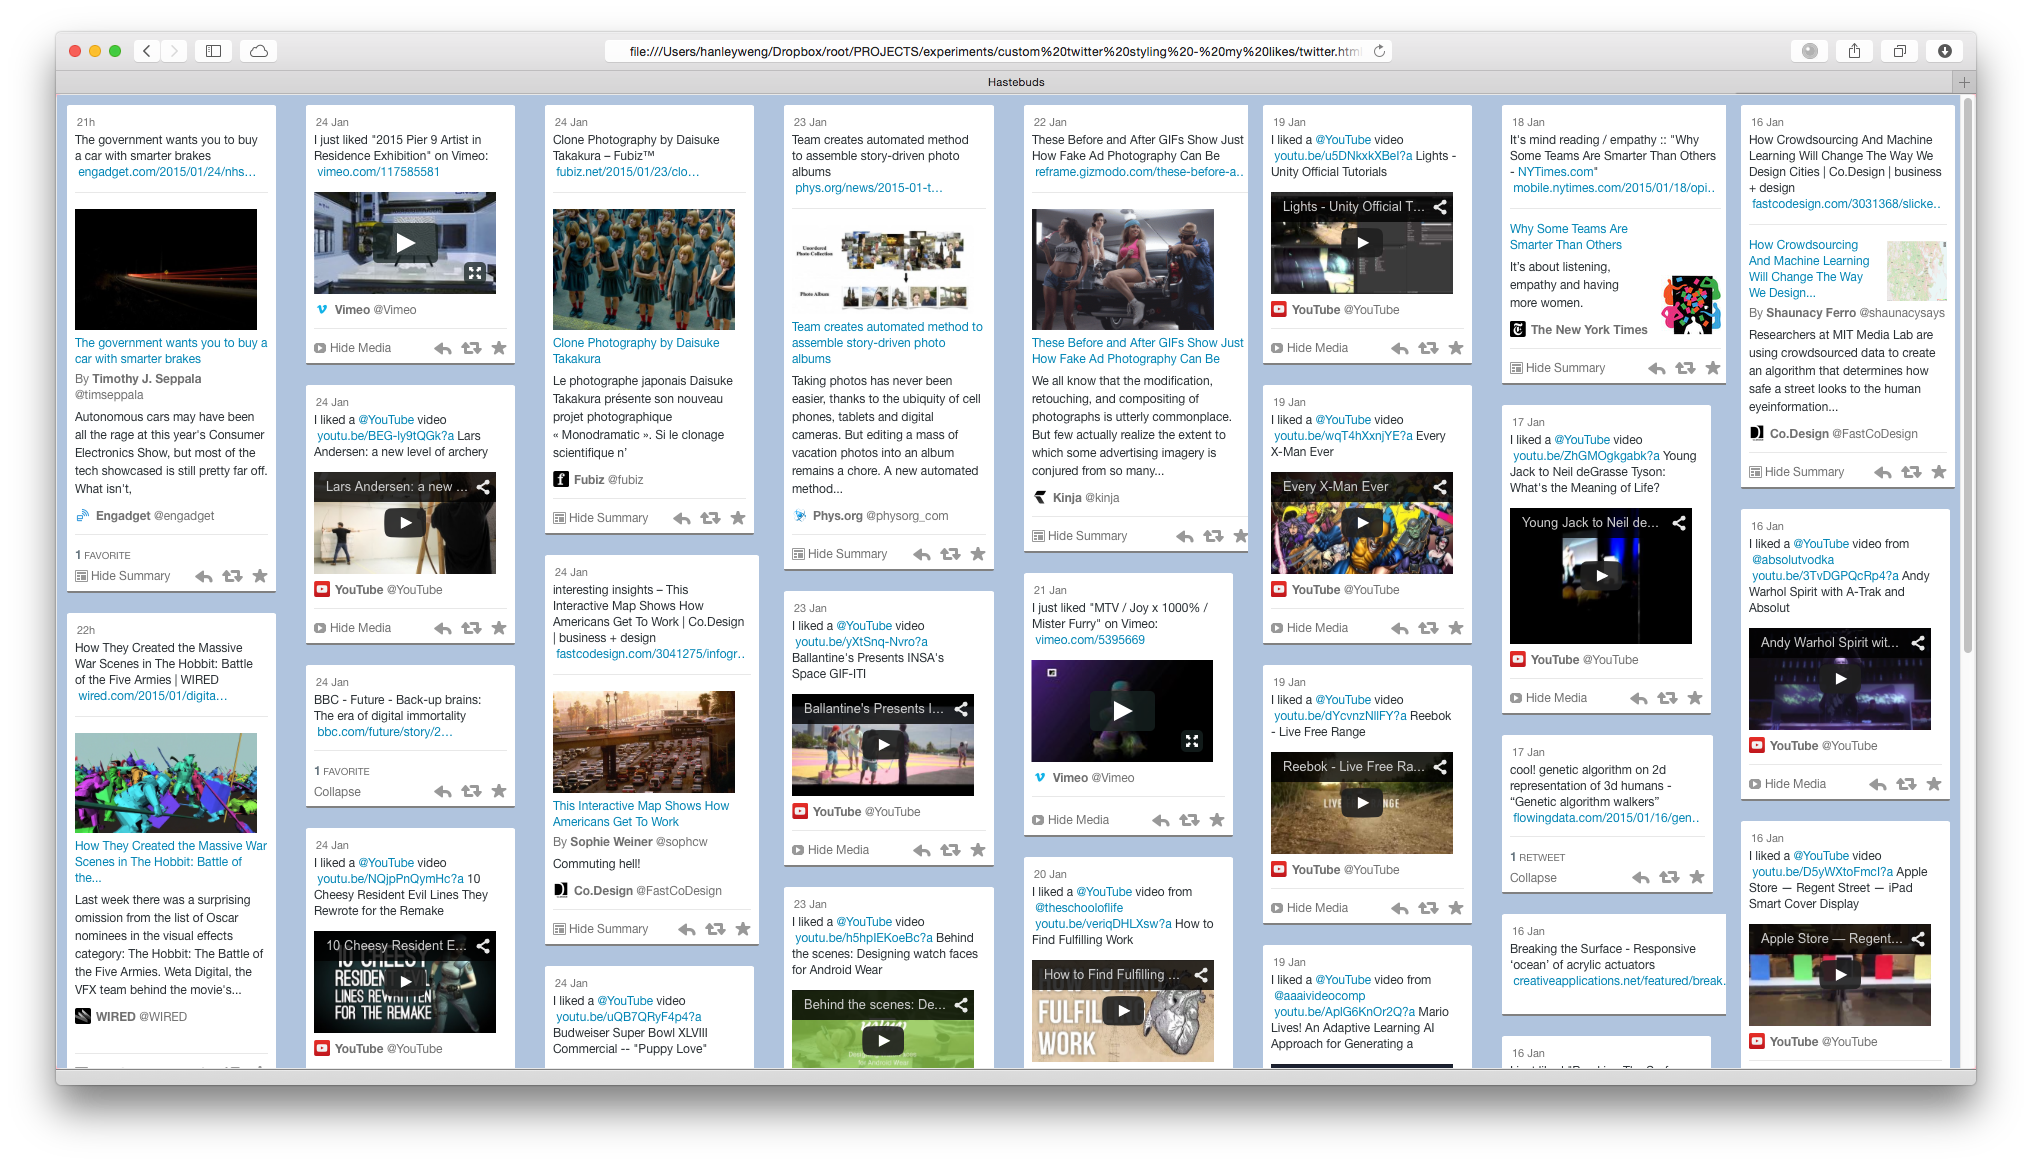 file:///Users/hanleyweng/Dropbox/root/PROJECTS/experiments/custom%20twitter%20styling%20-%20my%20likes/twitter.htm
Hastebuds
21h
The government wants you to buy
a car with smarter brakes
engadget.com/2015/01/24/nhs…
The government wants you to buy a
car with smarter brakes
By Timothy J. Seppala
@timseppala
Autonomous cars may have been
all the rage at this year's Consumer
Electronics Show, but most of the
tech showcased is still pretty far off.
What isn't,
Engadget @engadget
1 FAVORITE
Hide Summary
22h
How They Created the Massive
War Scenes in The Hobbit: Battle
of the Five Armies | WIRED
wired.com/2015/01/digita…
How They Created the Massive War
Scenes in The Hobbit: Battle of
the...
Last week there was a surprising
omission from the list of Oscar
nominees in the visual effects
category: The Hobbit: The Battle of
the Five Armies. Weta Digital, the
VFX team behind the movie's...
WIRED @WIRED
24 Jan
I just liked "2015 Pier 9 Artist in
Residence Exhibition" on Vimeo:
vimeo.com/117585581
Vimeo @Vimeo
Hide Media
24 Jan
I liked a @YouTube video
youtu.be/BEG-ly9tQGk?a Lars
Andersen: a new level of archery
Lars Andersen: a new ...
YouTube @YouTube
Hide Media
24 Jan
BBC - Future - Back-up brains:
The era of digital immortality
bbc.com/future/story/2…
1 FAVORITE
Collapse
24 Jan
I liked a @YouTube video
youtu.be/NQjpPnQymHc?a 10
Cheesy Resident Evil Lines They
Rewrote for the Remake
10 Cheesy Resident E...
10 CHEESY
RESIDENT EVIL
LINES REWRITTEN
FOR THE REMAKE
YouTube @YouTube
24 Jan
Clone Photography by Daisuke
Takakura – Fubiz™
fubiz.net/2015/01/23/clo…
Clone Photography by Daisuke
Takakura
Le photographe japonais Daisuke
Takakura présente son nouveau
projet photographique
« Monodramatic ». Si le clonage
scientifique n'
Fubiz @fubiz
Hide Summary
24 Jan
interesting insights – This
Interactive Map Shows How
Americans Get To Work | Co.Design
| business + design
fastcodesign.com/3041275/infogr..
This Interactive Map Shows How
Americans Get To Work
By Sophie Weiner @sophcw
Commuting hell!
Co.Design @FastCoDesign
Hide Summary
24 Jan
I liked a @YouTube video
youtu.be/uQB7QRyF4p4?a
Budweiser Super Bowl XLVIII
Commercial -- "Puppy Love"
23 Jan
Team creates automated method
to assemble story-driven photo
albums
phys.org/news/2015-01-t…
Unordered
Photo Collection
Photo Album
Team creates automated method to
assemble story-driven photo
albums
Taking photos has never been
easier, thanks to the ubiquity of cell
phones, tablets and digital
cameras. But editing a mass of
vacation photos into an album
remains a chore. A new automated
method...
Phys.org @physorg_com
Hide Summary
23 Jan
I liked a @YouTube video
youtu.be/yXtSnq-Nvro?a
Ballantine's Presents INSA's
Space GIF-ITI
Ballantine's Presents I...
YouTube @YouTube
Hide Media
23 Jan
I liked a @YouTube video
youtu.be/h5hpIEKoeBc?a Behind
the scenes: Designing watch faces
for Android Wear
Behind the scenes: De...
22 Jan
These Before and After GIFs Show Just
How Fake Ad Photography Can Be
reframe.gizmodo.com/these-before-a..
These Before and After GIFs Show Just
How Fake Ad Photography Can Be
We all know that the modification,
retouching, and compositing of
photographs is utterly commonplace.
But few actually realize the extent to
which some advertising imagery is
conjured from so many...
Kinja @kinja
Hide Summary
21 Jan
I just liked "MTV / Joy x 1000% /
Mister Furry" on Vimeo:
vimeo.com/5395669
Vimeo @Vimeo
Hide Media
20 Jan
I liked a @YouTube video from
@theschooloflife
youtu.be/veriqDHLXsw?a How to
Find Fulfilling Work
How to Find Fulfilling ...
FULFIL
WORK
19 Jan
I liked a @YouTube video
youtu.be/u5DNkxkXBeI?a Lights -
Unity Official Tutorials
Lights - Unity Official T...
YouTube @YouTube
Hide Media
19 Jan
I liked a @YouTube video
youtu.be/wqT4hXxnjYE?a Every
X-Man Ever
Every X-Man Ever
YouTube @YouTube
Hide Media
19 Jan
I liked a @YouTube video
youtu.be/dYcvnzNllFY?a Reebok
- Live Free Range
Reebok - Live Free Ra...
YouTube @YouTube
Hide Media
19 Jan
I liked a @YouTube video from
@aaaivideocomp
youtu.be/AplG6KnOr2Q?a Mario
Lives! An Adaptive Learning AI
Approach for Generating a
18 Jan
It's mind reading / empathy :: "Why
Some Teams Are Smarter Than Others
- NYTimes.com"
mobile.nytimes.com/2015/01/18/opi..
Why Some Teams Are
Smarter Than Others
It's about listening,
empathy and having
more women.
The New York Times
Hide Summary
17 Jan
I liked a @YouTube video
youtu.be/ZhGMOgkgabk?a Young
Jack to Neil deGrasse Tyson:
What's the Meaning of Life?
Young Jack to Neil de...
YouTube @YouTube
Hide Media
17 Jan
cool! genetic algorithm on 2d
representation of 3d humans -
“Genetic algorithm walkers”
flowingdata.com/2015/01/16/gen..
1 RETWEET
Collapse
16 Jan
Breaking the Surface - Responsive
‘ocean’ of acrylic actuators
creativeapplications.net/featured/break.
16 Jan
16 Jan
How Crowdsourcing And Machine
Learning Will Change The Way We
Design Cities | Co.Design | business
+ design
fastcodesign.com/3031368/slicke..
How Crowdsourcing
And Machine Learning
Will Change The Way
We Design...
By Shaunacy Ferro @shaunacysays
Researchers at MIT Media Lab are
using crowdsourced data to create
an algorithm that determines how
safe a street looks to the human
eyeinformation...
Co.Design @FastCoDesign
Hide Summary
16 Jan
I liked a @YouTube video from
@absolutvodka
youtu.be/3TvDGPQcRp4?a Andy
Warhol Spirit with A-Trak and
Absolut
Andy Warhol Spirit wit...
YouTube @YouTube
Hide Media
16 Jan
I liked a @YouTube video
youtu.be/D5yWXtoFmcI?a Apple
Store — Regent Street — iPad
Smart Cover Display
Apple Store — Regent...
YouTube @YouTube